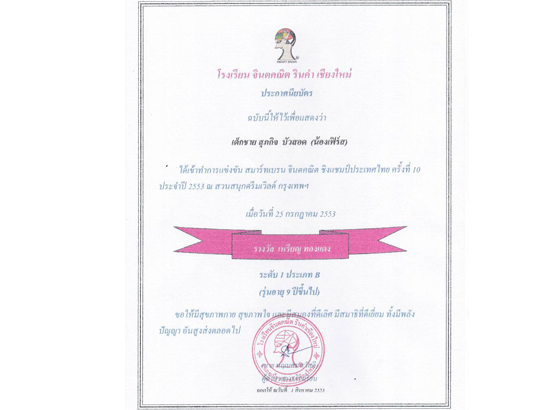 SMART BRAIN
โรงเรียน จินตคณิต รินคำ เชียงใหม่
ประกาศนียบัตร
ฉบับนี้ให้ไว้เพื่อแสดงว่า
เด็กชาย สุภกิจ บัวสอด (น้องเฟิร์ส)
ได้เข้าทำการแข่งขัน สมาร์ทเบรน จินตคณิต ชิงแชมป์ประเทศไทย ครั้งที่ 10
ประจำปี 2553 ณ สวนสนุกดรีมเวิลด์ กรุงเทพฯ
เมื่อวันที่ 25 กรกฎาคม 2553
รางวัล เหรียญ ทองแดง
ระดับ 1 ประเภท B
(รุ่นอายุ 9 ปีขึ้นไป)
ขอให้มีสุขภาพกาย สุขภาพใจ และมีสมองที่ดีเลิศ มีสมาธิที่ดีเยี่ยม ทั้งมีพลัง
ปัญญา อันสูงส่งตลอดไป
ออกให้ ณ วันที่ 1 สิงหาคม 2553